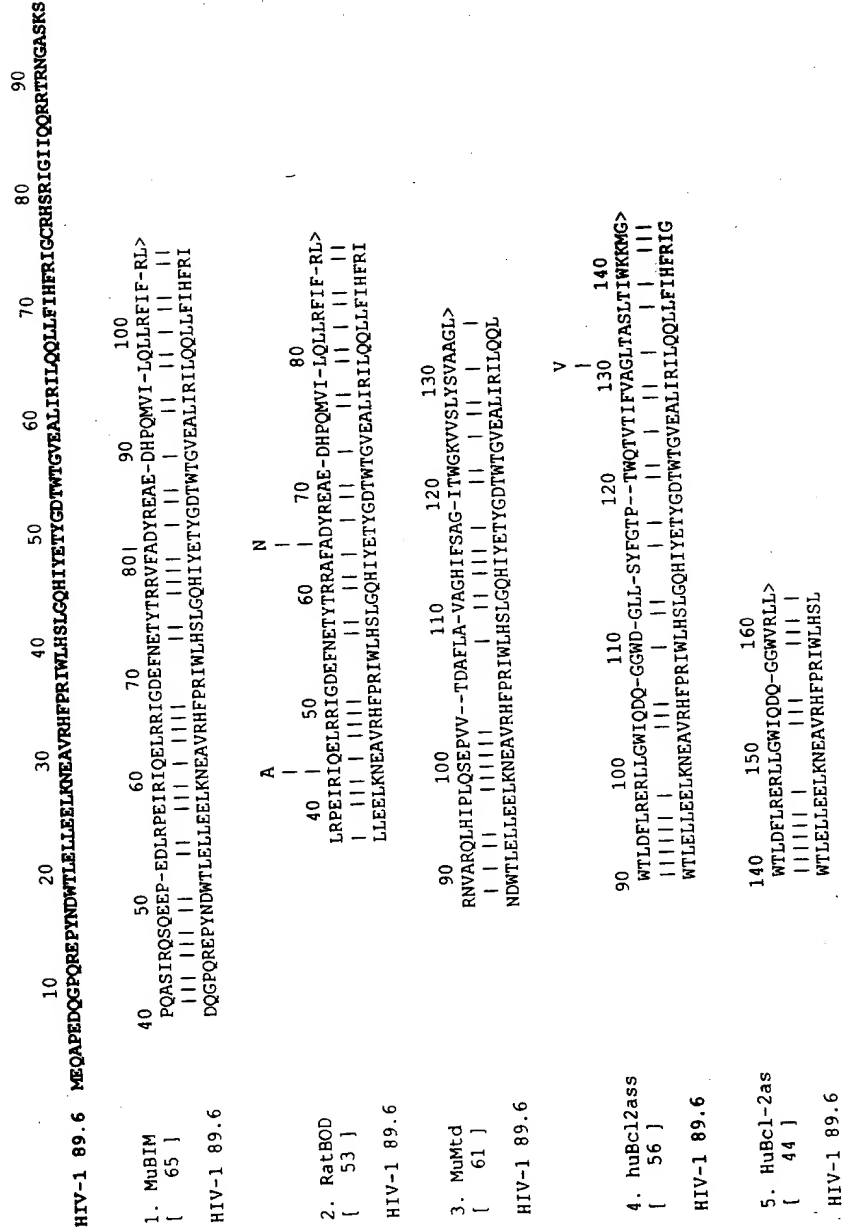 10 20 30 40 50 60 70 80 90
HIV-1 89.6 MEQAPEDQGPQREPYNDWTLELLEELKNEAVRHFPRIWLHSLGQHIYETYGDTWTGVEALIRILQQLLFIHFRIGCRHSRIGIIQQRRTRNGASKS
40 50 60 70 80| 90 100
1. MuBIM PQASIRQSQEEP-EDLRPEIRIQELRRIGDEFNETYTRRVFADYREAE-DHPQMVI-LQLLRFIF-RL>
[ 65 ]
HIV-1 89.6 DQGPQREPYNDWTLELLEELKNEAVRHFPRIWLHSLGQHIYETYGDTWTGVEALIRILQQLLFIHFRI
A N
40 50 60 70 80
2. RatBOD LRPEIRIQELRRIGDEFNETYTRRAFADYREAE-DHPQMVI-LQLLRFIF-RL>
[ 53 ]
HIV-1 89.6 LLEELKNEAVRHFPRIWLHSLGQHIYETYGDTWTGVEALIRILQQLLFIHFRI
90 100 110 120 130
3. MuMtd RNVARQLHIPLQSEPVV--TDAFLA-VAGHIFSAG-ITWGKVVSLYSVAAGL>
[ 61 ]
HIV-1 89.6 NDWTLELLEELKNEAVRHFPRIWLHSLGQHIYETYGDTWTGVEALIRILQQL
V
90 100 110 120 130 140
4. huBcl2ass WTLDFLRERLLGWIQDQ-GGWD-GLL-SYFGTP--TWQTVTIFVAGLTASLTIWKKMG>
[ 56 ]
HIV-1 89.6 WTLELLEELKNEAVRHFPRIWLHSLGQHIYETYGDTWTGVEALIRILQQLLFIHFRIG
140 150 160
5. HuBcl-2as WTLDFLRERLLGWIQDQ-GGWVRLL>
[ 44 ]
HIV-1 89.6 WTLELLEELKNEAVRHFPRIWLHSL